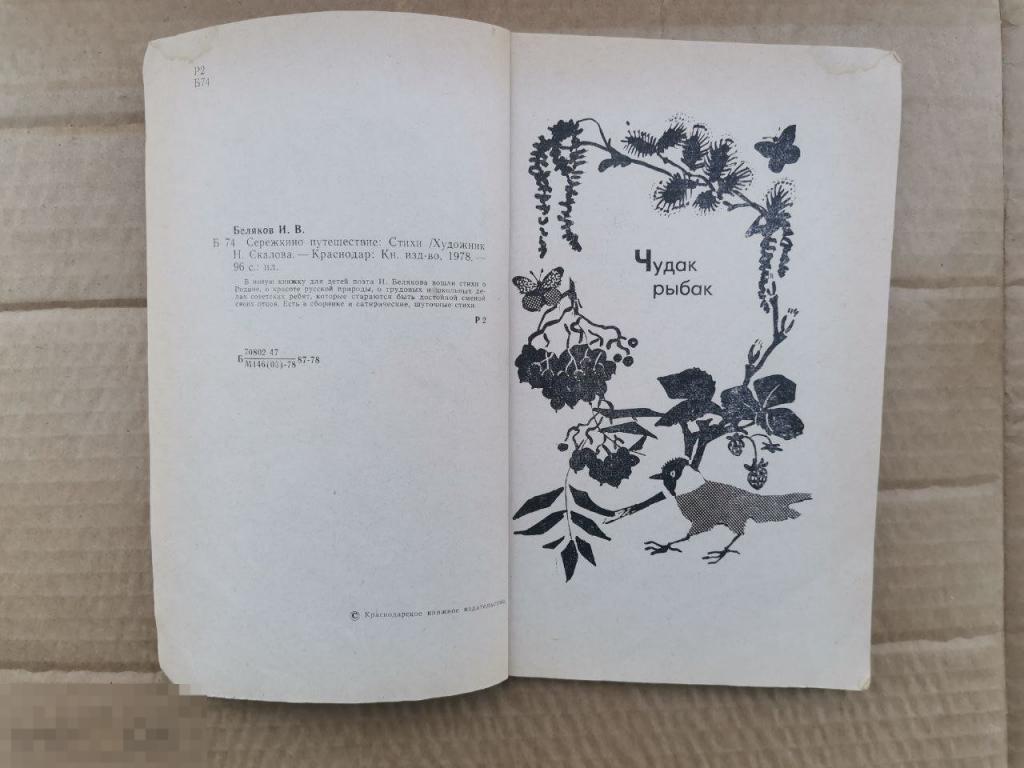 Р2
Б74
Беляков И. В.
Б 74 Сережкино путешествие: Стихи /Художник
Н. Скалова. — Краснодар: Кн. изд-во, 1978. —
96 с.: ил.
В новую книжку для детей поэта И. Белякова вошли стихи о
Родине, о красоте русской природы, о трудовых и школьных де-
лах советских ребят, которые стараются быть достойной сменой
своих отцов. Есть в сборнике и сатирические, шуточные стихи.
Р 2
70802 47
Б 87-78
М146(03)-78
© Краснодарское книжное издательство,
Чудак
рыбак